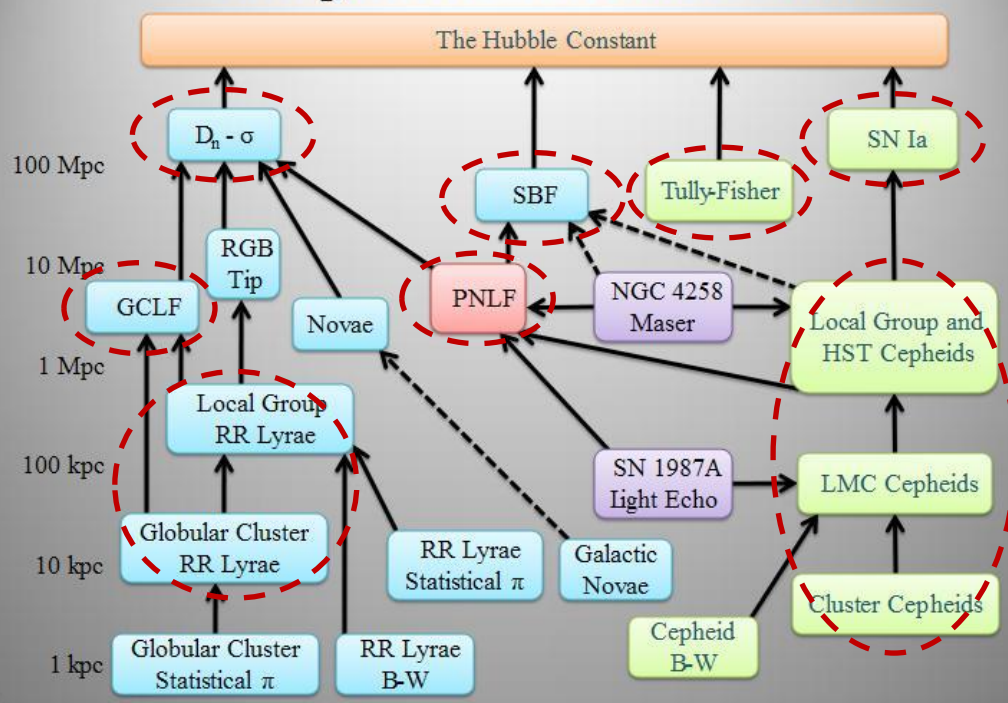 The Hubble Constant
Dn - σ
SN Ia
100 Mpc
SBF
Tully-Fisher
RGB
Tip
10 Mpc
GCLF
Novae
PNLF
NGC 4258
Maser
Local Group and
HST Cepheids
1 Mpc
Local Group
RR Lyrae
100 kpc
SN 1987A
Light Echo
LMC Cepheids
Globular Cluster
RR Lyrae
10 kpc
RR Lyrae
Statistical π
Galactic
Novae
Cluster Cepheids
1 kpc
Globular Cluster
Statistical π
RR Lyrae
B-W
Cepheid
B-W